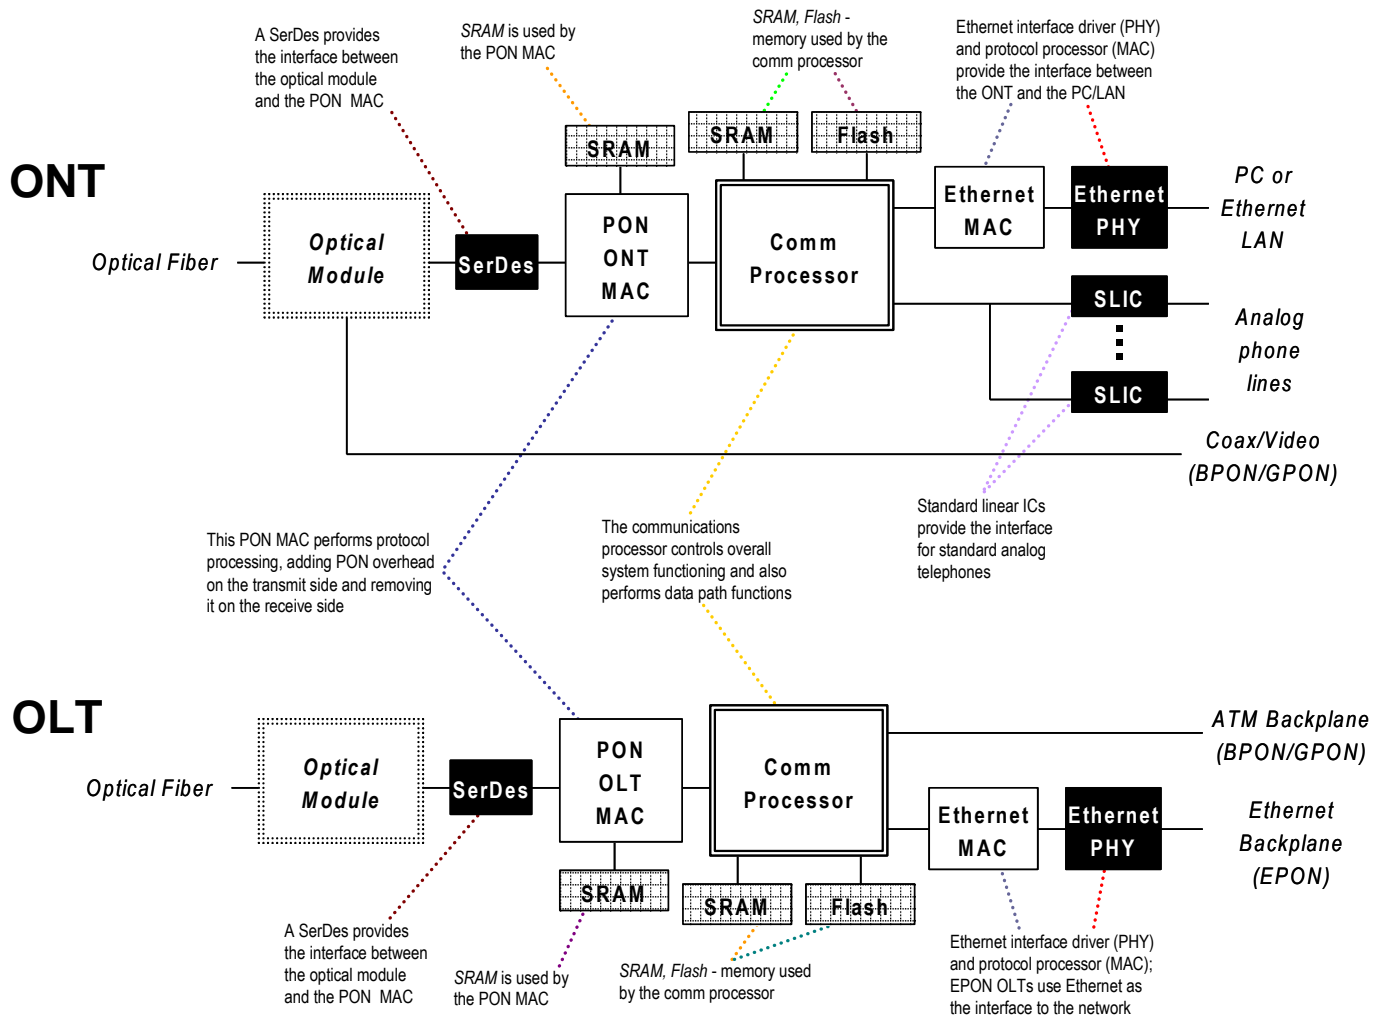 A SerDes provides
the interface between
the optical module
and the PON MAC
SRAM is used by
the PON MAC
SRAM, Flash -
memory used by the
comm processor
Ethernet interface driver (PHY)
and protocol processor (MAC)
provide the interface between
the ONT and the PC/LAN
ONT
Optical Fiber
Optical
Module
SerDes
SRAM
PON
ONT
MAC
SRAM
Flash
Comm
Processor
Ethernet
MAC
Ethernet
PHY
PC or
Ethernet
LAN
SLIC
SLIC
Analog
phone
lines
Coax/Video
(BPON/GPON)
This PON MAC performs protocol
processing, adding PON overhead
on the transmit side and removing
it on the receive side
The communications
processor controls overall
system functioning and also
performs data path functions
Standard linear ICs
provide the interface
for standard analog
telephones
OLT
Optical Fiber
Optical
Module
SerDes
PON
OLT
MAC
SRAM
Comm
Processor
SRAM
Flash
ATM Backplane
(BPON/GPON)
Ethernet
MAC
Ethernet
PHY
Ethernet
Backplane
(EPON)
A SerDes provides
the interface between
the optical module
and the PON MAC
SRAM is used by
the PON MAC
SRAM, Flash - memory used
by the comm processor
Ethernet interface driver (PHY)
and protocol processor (MAC);
EPON OLTs use Ethernet as
the interface to the network